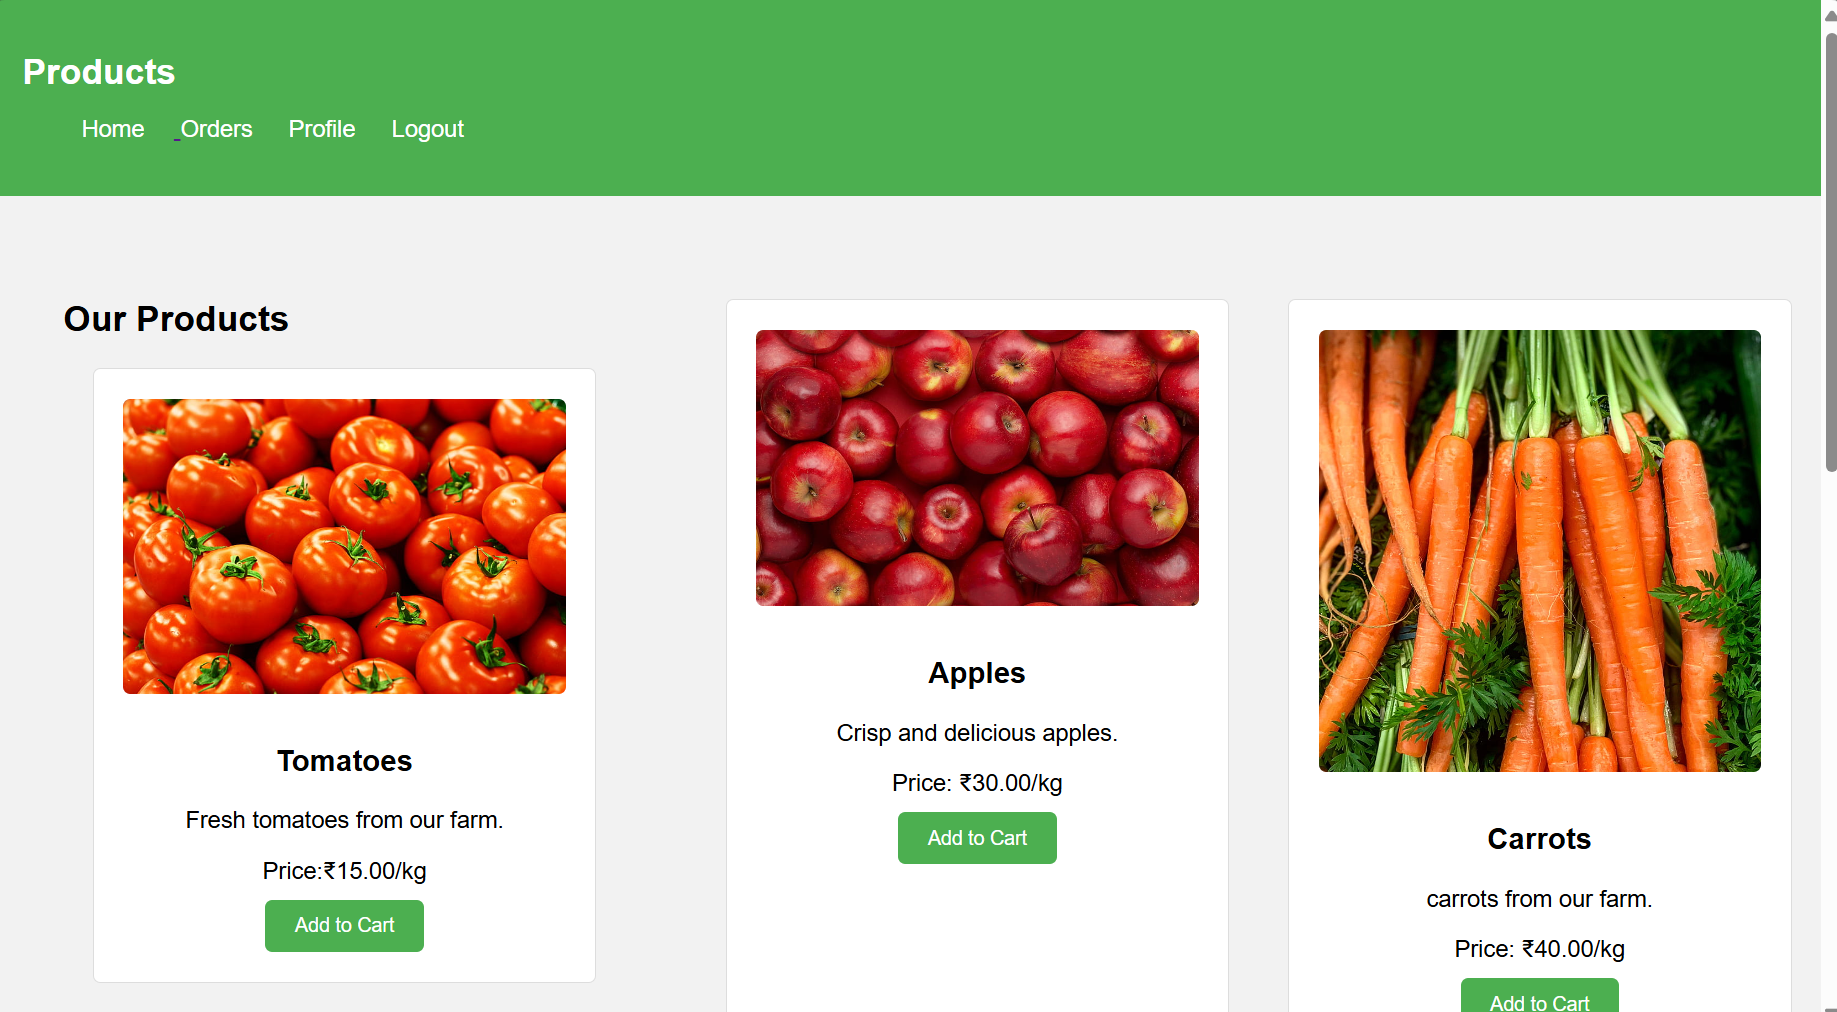 Products
Home Orders Profile Logout
Our Products
Tomatoes
Fresh tomatoes from our farm.
Price:₹15.00/kg
Add to Cart
Apples
Crisp and delicious apples.
Price: ₹30.00/kg
Add to Cart
Carrots
carrots from our farm.
Price: ₹40.00/kg
Add to Cart